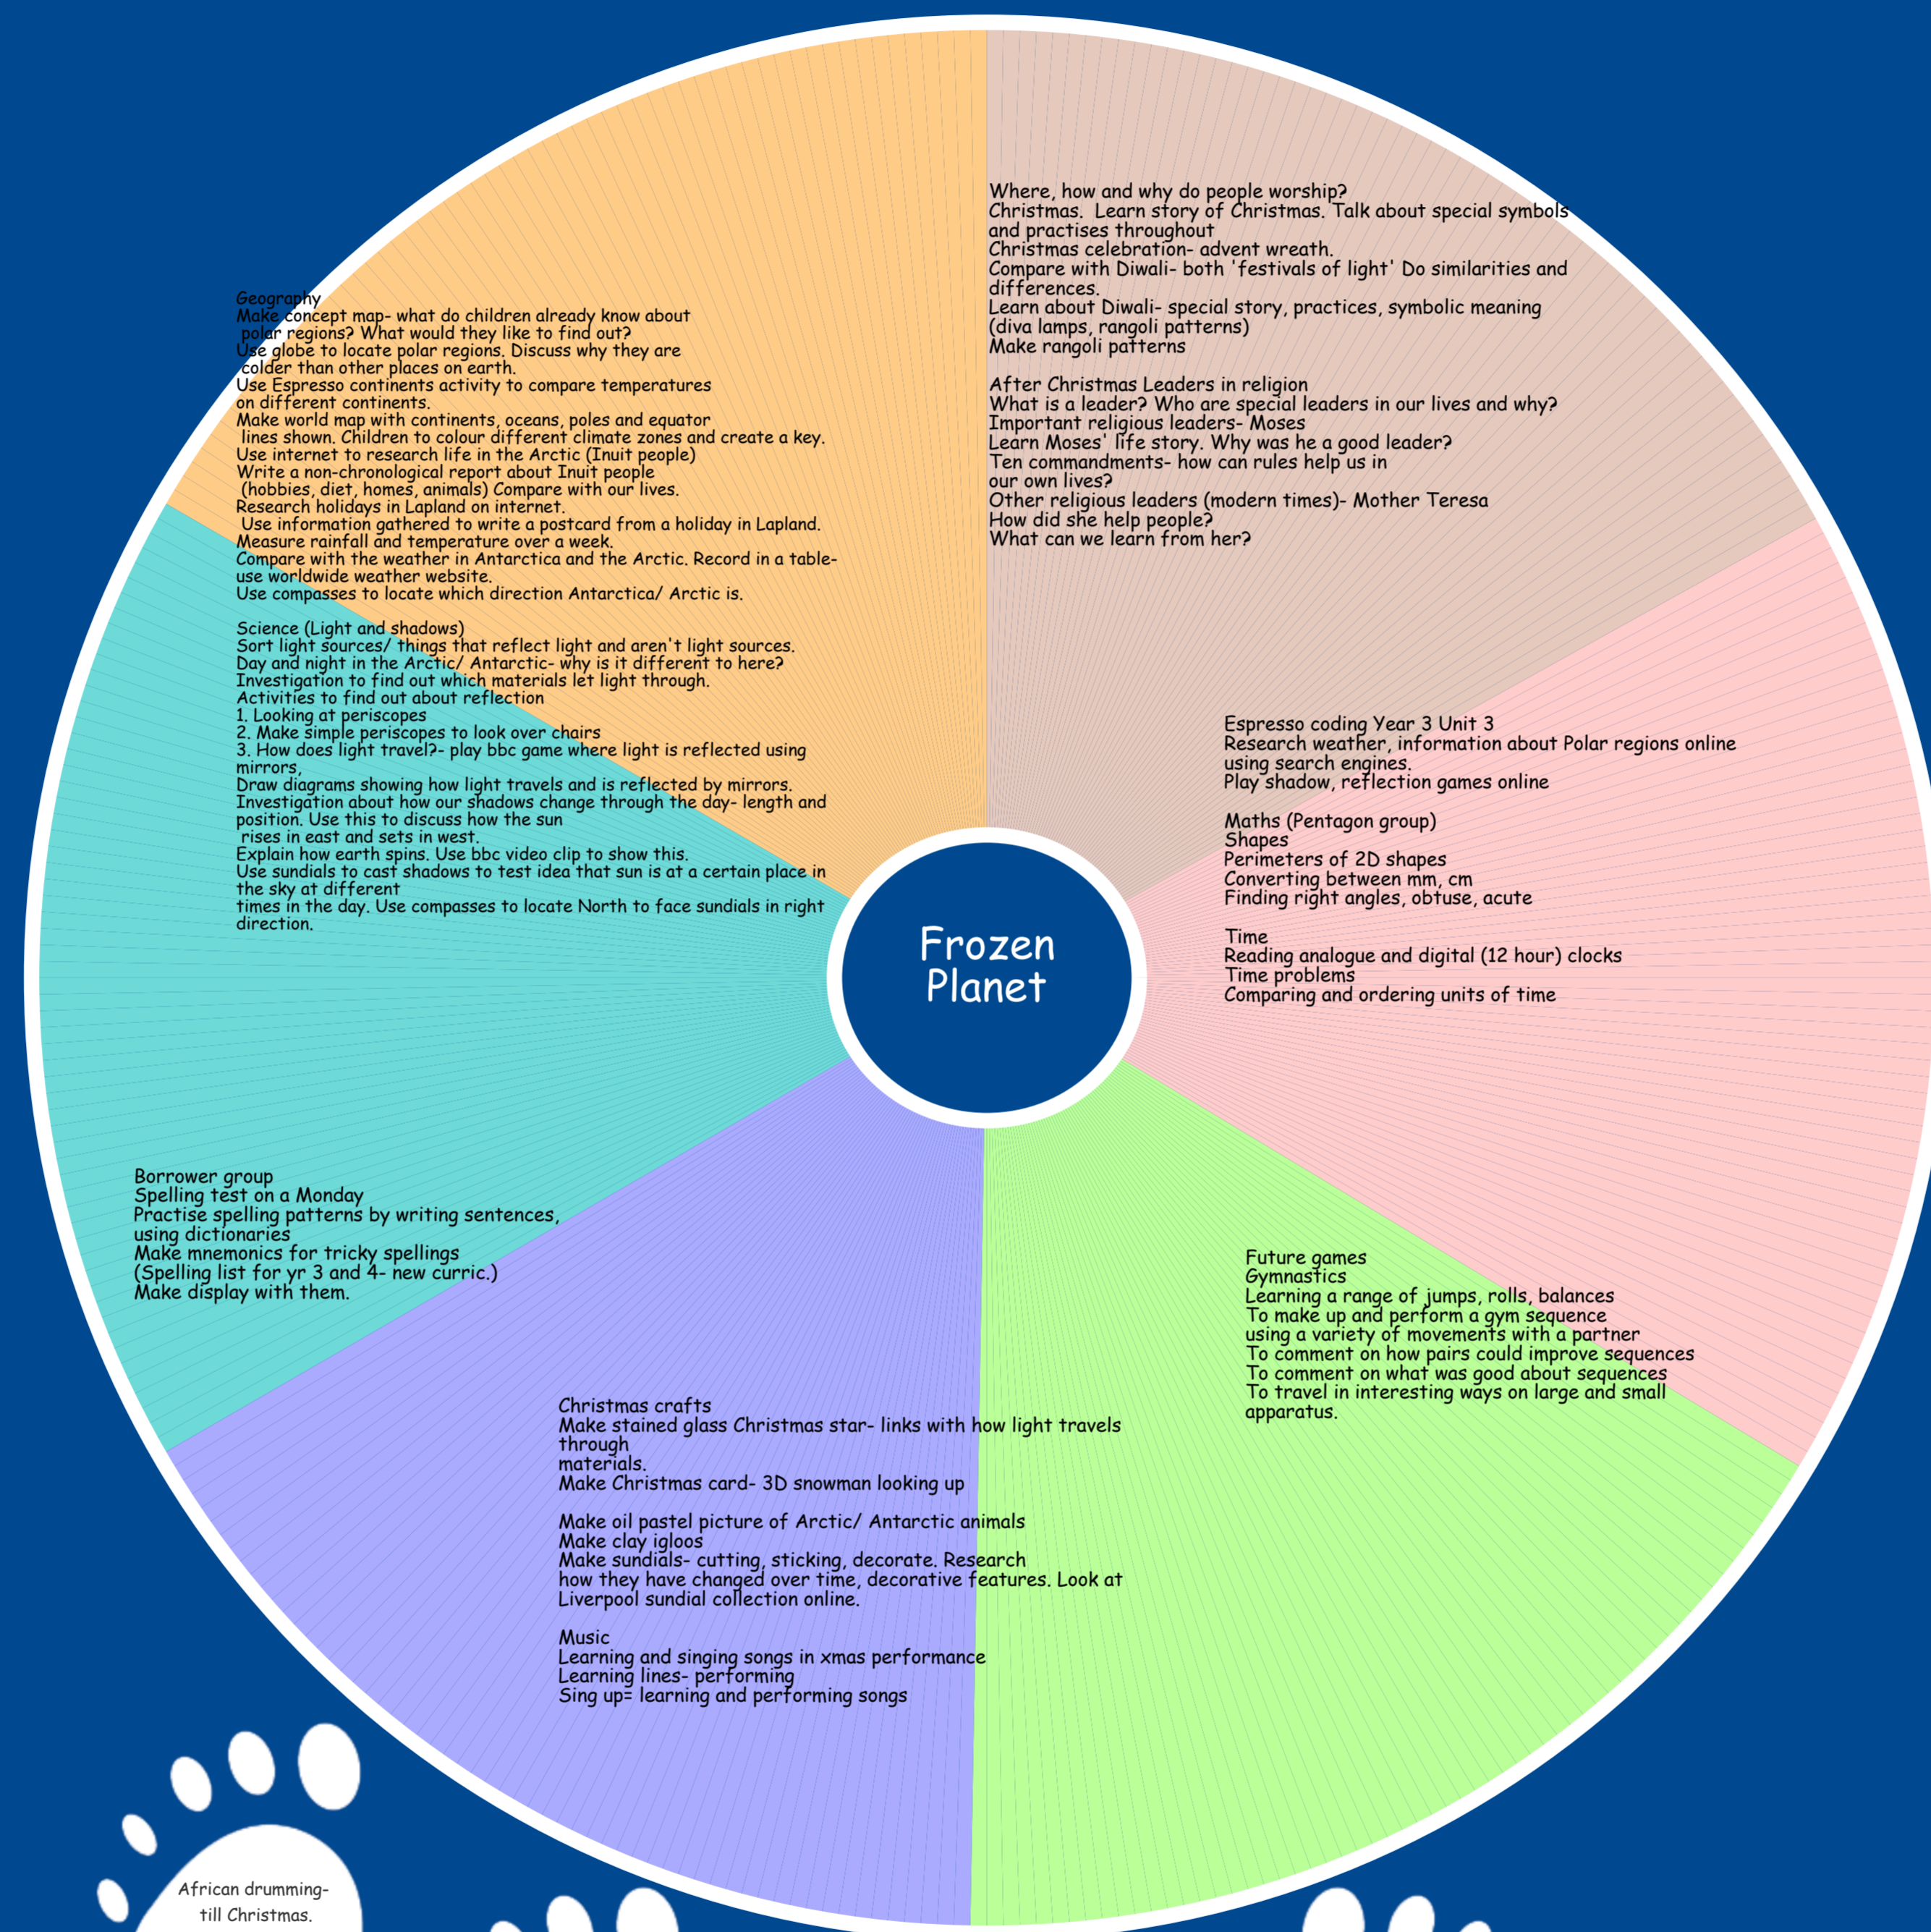 Where, how and why do people worship?
Christmas.  Learn story of Christmas. Talk about special symbols
and practises throughout
Christmas celebration- advent wreath.
Compare with Diwali- both 'festivals of light' Do similarities and
differences.
Learn about Diwali- special story, practices, symbolic meaning
(diva lamps, rangoli patterns)
Make rangoli patterns
After Christmas Leaders in religion
What is a leader? Who are special leaders in our lives and why?
Important religious leaders- Moses
Learn Moses' life story. Why was he a good leader?
Ten commandments- how can rules help us in
our own lives?
Other religious leaders (modern times)- Mother Teresa
How did she help people?
What can we learn from her?
Geography
Make concept map- what do children already know about
polar regions? What would they like to find out?
Use globe to locate polar regions. Discuss why they are
colder than other places on earth.
Use Espresso continents activity to compare temperatures
on different continents.
Make world map with continents, oceans, poles and equator
lines shown. Children to colour different climate zones and create a key.
Use internet to research life in the Arctic (Inuit people)
Write a non-chronological report about Inuit people
(hobbies, diet, homes, animals) Compare with our lives.
Research holidays in Lapland on internet.
Use information gathered to write a postcard from a holiday in Lapland.
Measure rainfall and temperature over a week.
Compare with the weather in Antarctica and the Arctic. Record in a table-
use worldwide weather website.
Use compasses to locate which direction Antarctica/ Arctic is.
Science (Light and shadows)
Sort light sources/ things that reflect light and aren't light sources.
Day and night in the Arctic/ Antarctic- why is it different to here?
Investigation to find out which materials let light through.
Activities to find out about reflection
1. Looking at periscopes
2. Make simple periscopes to look over chairs
3. How does light travel?- play bbc game where light is reflected using
mirrors,
Draw diagrams showing how light travels and is reflected by mirrors.
Investigation about how our shadows change through the day- length and
position. Use this to discuss how the sun
rises in east and sets in west.
Explain how earth spins. Use bbc video clip to show this.
Use sundials to cast shadows to test idea that sun is at a certain place in
the sky at different
times in the day. Use compasses to locate North to face sundials in right
direction.
Espresso coding Year 3 Unit 3
Research weather, information about Polar regions online
using search engines.
Play shadow, reflection games online
Maths (Pentagon group)
Shapes
Perimeters of 2D shapes
Converting between mm, cm
Finding right angles, obtuse, acute
Time
Reading analogue and digital (12 hour) clocks
Time problems
Comparing and ordering units of time
Frozen
Planet
Borrower group
Spelling test on a Monday
Practise spelling patterns by writing sentences,
using dictionaries
Make mnemonics for tricky spellings
(Spelling list for yr 3 and 4- new curric.)
Make display with them.
Future games
Gymnastics
Learning a range of jumps, rolls, balances
To make up and perform a gym sequence
using a variety of movements with a partner
To comment on how pairs could improve sequences
To comment on what was good about sequences
To travel in interesting ways on large and small
apparatus.
Christmas crafts
Make stained glass Christmas star- links with how light travels
through
materials.
Make Christmas card- 3D snowman looking up
Make oil pastel picture of Arctic/ Antarctic animals
Make clay igloos
Make sundials- cutting, sticking, decorate. Research
how they have changed over time, decorative features. Look at
Liverpool sundial collection online.
Music
Learning and singing songs in xmas performance
Learning lines- performing
Sing up= learning and performing songs
African drumming-
till Christmas.